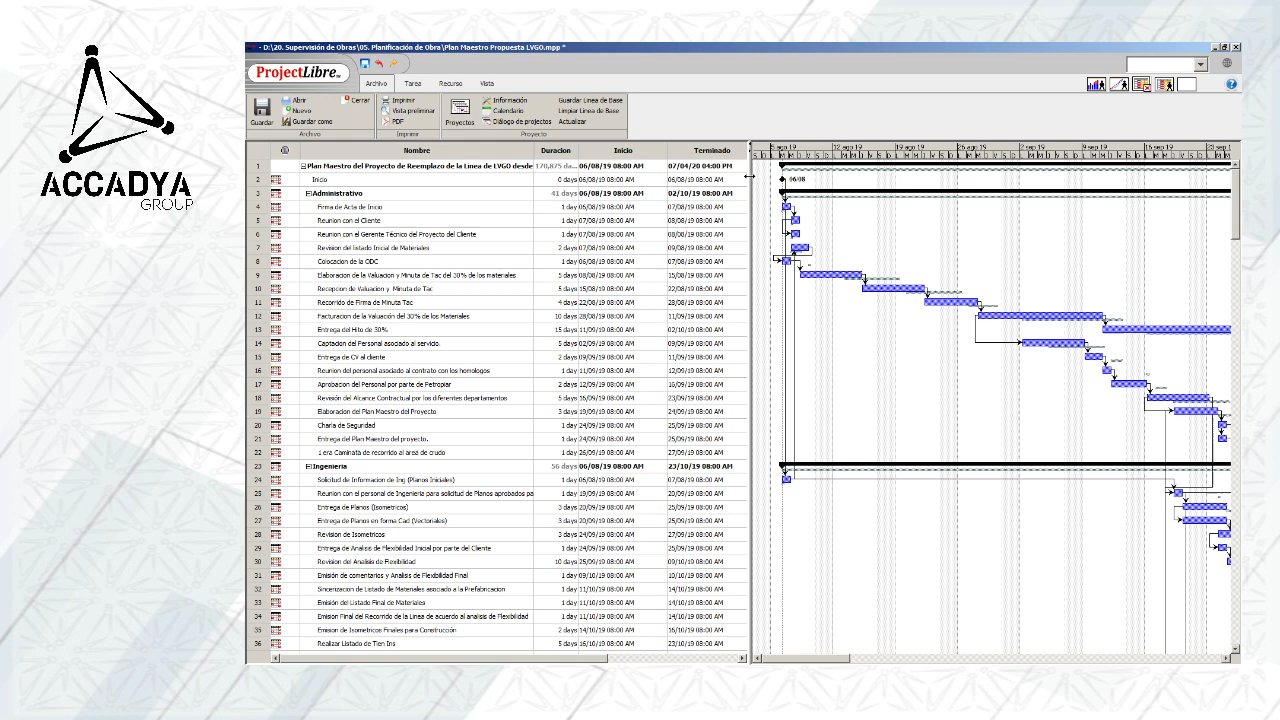 ACCADYA
GROUP
- D:\20. Supervisión de Obras\05. Planificación de Obra\Plan Maestro Propuesta LVGO.mpp *
ProjectLibre
Archivo Tarea Recurso Vista
Guardar Abrir Nuevo Guardar como Cerrar
Imprimir Vista preliminar PDF
Proyectos Información Calendario Diálogo de projectos
Guardar Linea de Base Limpiar Linea de Base Actualizar
Archivo Imprimir Proyecto
Nombre Duracion Inicio Terminado
5 ago 19 12 ago 19 19 ago 19 26 ago 19 2 sep 19 9 sep 19 16 sep 19 23 sep 1
1 Plan Maestro del Proyecto de Reemplazo de la Linea de LVGO desde 170,875 da... 06/08/19 08:00 AM 07/04/20 04:00 PM
2 Inicio 0 days 06/08/19 08:00 AM 06/08/19 08:00 AM 06/08
3 Administrativo 41 days 06/08/19 08:00 AM 02/10/19 08:00 AM
4 Firma de Acta de Inicio 1 day 06/08/19 08:00 AM 07/08/19 08:00 AM
5 Reunion con el Cliente 1 day 07/08/19 08:00 AM 08/08/19 08:00 AM
6 Reunion con el Gerente Técnico del Proyecto del Cliente 1 day 07/08/19 08:00 AM 08/08/19 08:00 AM
7 Revision del listado Inicial de Materiales 2 days 07/08/19 08:00 AM 09/08/19 08:00 AM
8 Colocacion de la ODC 1 day 06/08/19 08:00 AM 07/08/19 08:00 AM
9 Elaboracion de la Valuacion y Minuta de Tac del 30% de los materiales 5 days 08/08/19 08:00 AM 15/08/19 08:00 AM
10 Recepcion de Valuacion y Minuta de Tac 5 days 15/08/19 08:00 AM 22/08/19 08:00 AM
11 Recorrido de Firma de Minuta Tac 4 days 22/08/19 08:00 AM 28/08/19 08:00 AM
12 Facturacion de la Valuación del 30% de los Materiales 10 days 28/08/19 08:00 AM 11/09/19 08:00 AM
13 Entrega del Hito de 30% 15 days 11/09/19 08:00 AM 02/10/19 08:00 AM
14 Captacion del Personal asociado al servicio. 5 days 02/09/19 08:00 AM 09/09/19 08:00 AM
15 Entrega de CV al cliente 2 days 09/09/19 08:00 AM 11/09/19 08:00 AM
16 Reunion del personal asociado al contrato con los homologos 1 day 11/09/19 08:00 AM 12/09/19 08:00 AM
17 Aprobacion del Personal por parte de Petropiar 2 days 12/09/19 08:00 AM 16/09/19 08:00 AM
18 Revisión del Alcance Contractual por los diferentes departamentos 5 days 16/09/19 08:00 AM 23/09/19 08:00 AM
19 Elaboracion del Plan Maestro del Proyecto 3 days 19/09/19 08:00 AM 24/09/19 08:00 AM
20 Charla de Seguridad 1 day 24/09/19 08:00 AM 25/09/19 08:00 AM
21 Entrega del Plan Maestro del proyecto. 1 day 24/09/19 08:00 AM 25/09/19 08:00 AM
22 1 era Caminata de recorrido al area de crudo 1 day 26/09/19 08:00 AM 27/09/19 08:00 AM
23 Ingenieria 56 days 06/08/19 08:00 AM 23/10/19 08:00 AM
24 Solicitud de Informacion de Ing (Planos Iniciales) 1 day 06/08/19 08:00 AM 07/08/19 08:00 AM
25 Reunion con el personal de Ingenieria para solicitud de Planos aprobados pa 1 day 19/09/19 08:00 AM 20/09/19 08:00 AM
26 Entrega de Planos (Isometricos) 3 days 20/09/19 08:00 AM 25/09/19 08:00 AM
27 Entrega de Planos en forma Cad (Vectoriales) 3 days 20/09/19 08:00 AM 25/09/19 08:00 AM
28 Revision de Isometricos 3 days 24/09/19 08:00 AM 27/09/19 08:00 AM
29 Entrega de Analisis de Flexibilidad Inicial por parte del Cliente 1 day 24/09/19 08:00 AM 25/09/19 08:00 AM
30 Revision del Analisis de Flexibilidad 10 days 25/09/19 08:00 AM 09/10/19 08:00 AM
31 Emisión de comentarios y Analisis de Flexibilidad Final 1 day 09/10/19 08:00 AM 10/10/19 08:00 AM
32 Sincerizacion de Listado de Materiales asociado a la Prefabricacion 1 day 11/10/19 08:00 AM 14/10/19 08:00 AM
33 Emisión del Listado Final de Materiales 1 day 11/10/19 08:00 AM 14/10/19 08:00 AM
34 Emision Final del Recorrido de la Linea de acuerdo al analisis de Flexibilidad 1 day 11/10/19 08:00 AM 14/10/19 08:00 AM
35 Emision de Isometricos Finales para Construcción 2 days 14/10/19 08:00 AM 16/10/19 08:00 AM
36 Realizar Listado de Tien Ins 5 days 16/10/19 08:00 AM 23/10/19 08:00 AM